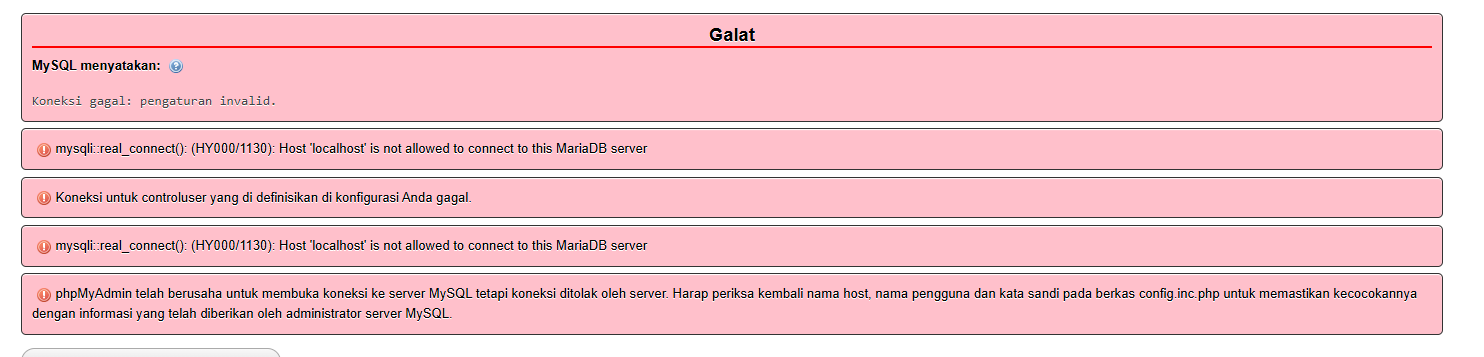 Galat
MySQL menyatakan:
Koneksi gagal: pengaturan invalid.
mysqli::real_connect(): (HY000/1130): Host 'localhost' is not allowed to connect to this MariaDB server
Koneksi untuk controluser yang di definisikan di konfigurasi Anda gagal.
mysqli::real_connect(): (HY000/1130): Host 'localhost' is not allowed to connect to this MariaDB server
phpMyAdmin telah berusaha untuk membuka koneksi ke server MySQL tetapi koneksi ditolak oleh server. Harap periksa kembali nama host, nama pengguna dan kata sandi pada berkas config.inc.php untuk memastikan kecocokannya
dengan informasi yang telah diberikan oleh administrator server MySQL.